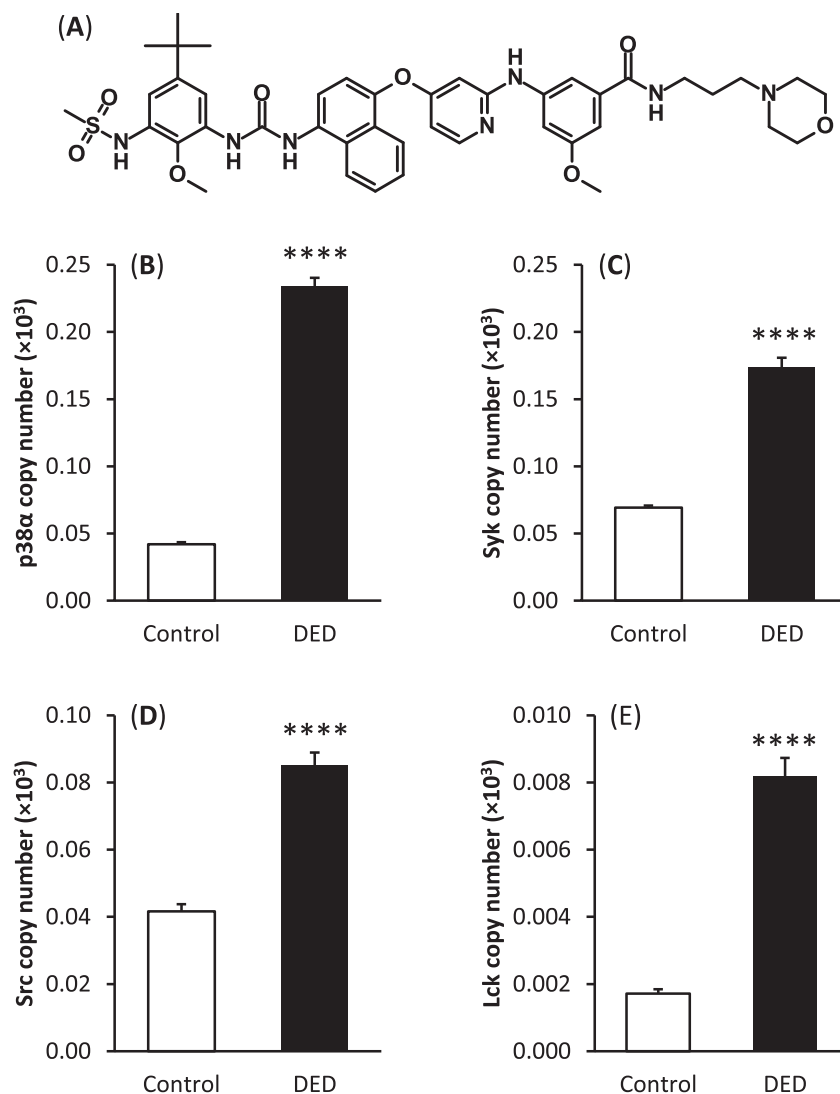 (A)
O
S
O
N
H
O
N
H
O
N
H
O
N
H
N
O
O
N
H
N
O
(B)
****
p38α copy number (×10³)
0.25
0.20
0.15
0.10
0.05
0.00
Control DED
(C)
****
Syk copy number (×10³)
0.25
0.20
0.15
0.10
0.05
0.00
Control DED
(D)
****
Src copy number (×10³)
0.10
0.08
0.06
0.04
0.02
0.00
Control DED
(E)
****
Lck copy number (×10³)
0.010
0.008
0.006
0.004
0.002
0.000
Control DED